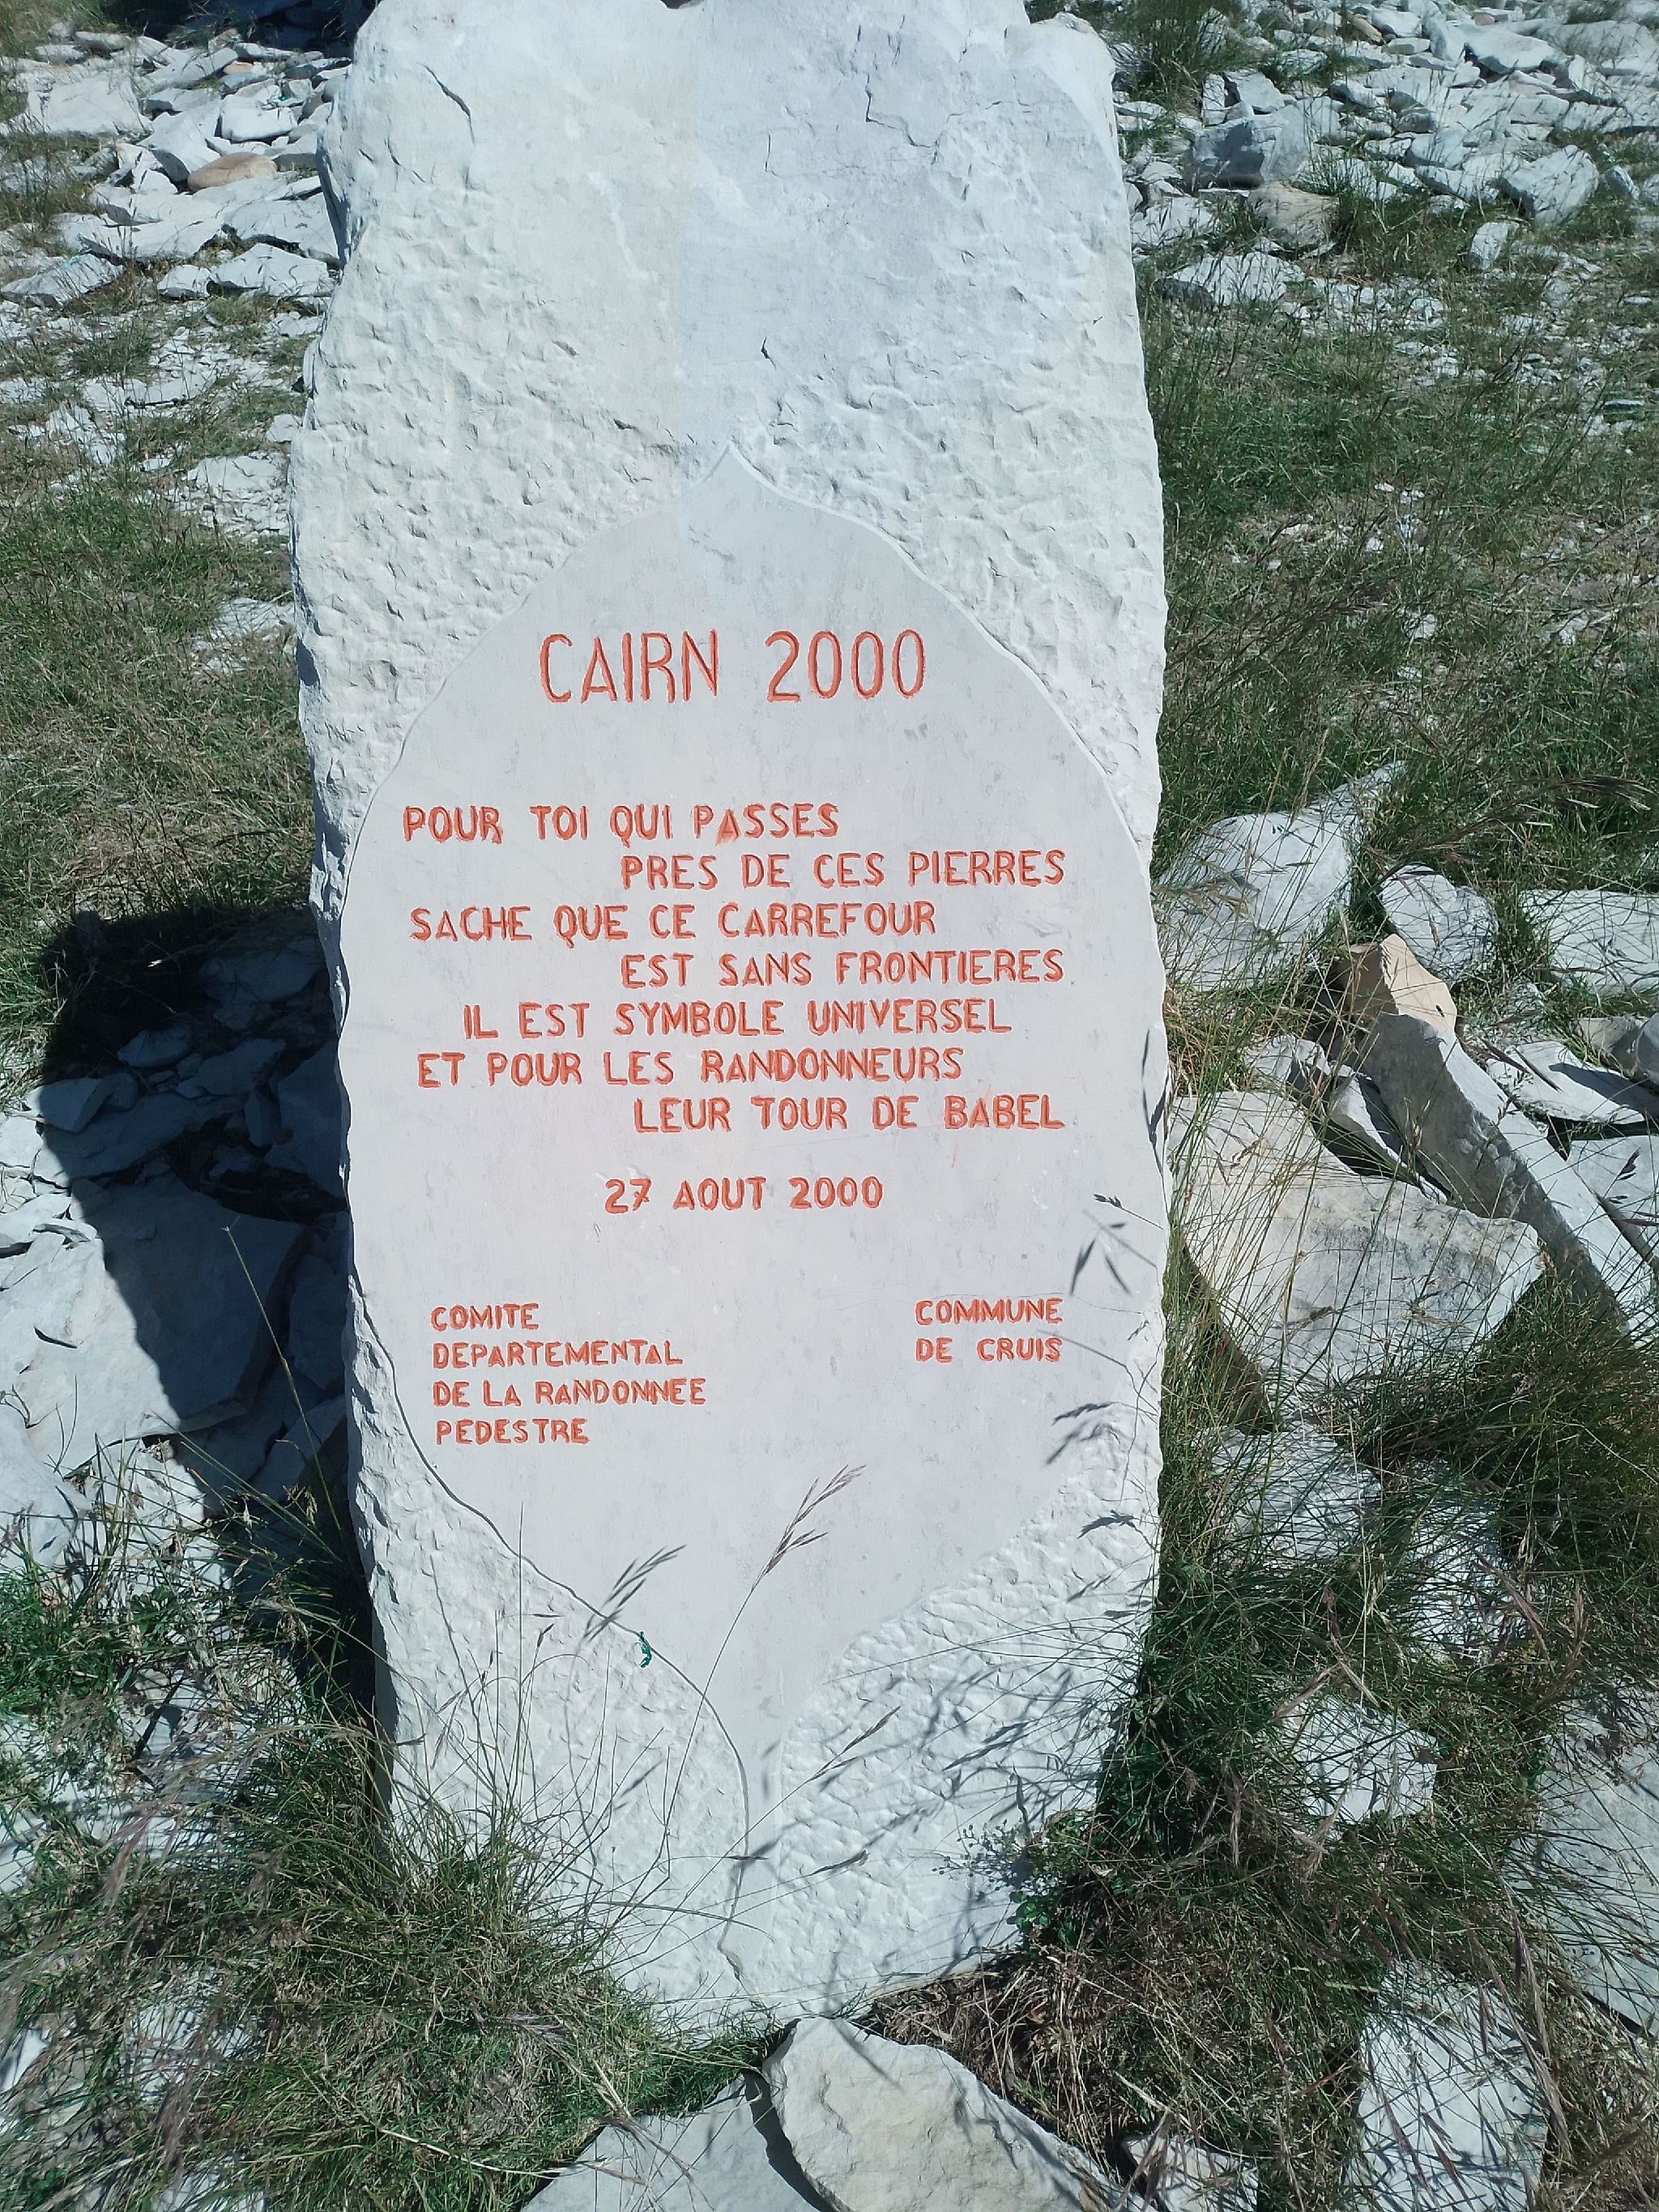 CAIRN 2000
POUR TOI QUI PASSES
PRES DE CES PIERRES
SACHE QUE CE CARREFOUR
EST SANS FRONTIERES
IL EST SYMBOLE UNIVERSEL
ET POUR LES RANDONNEURS
LEUR TOUR DE BABEL
27 AOUT 2000
COMITE
DEPARTEMENTAL
DE LA RANDONNEE
PEDESTRE
COMMUNE
DE CRUIS